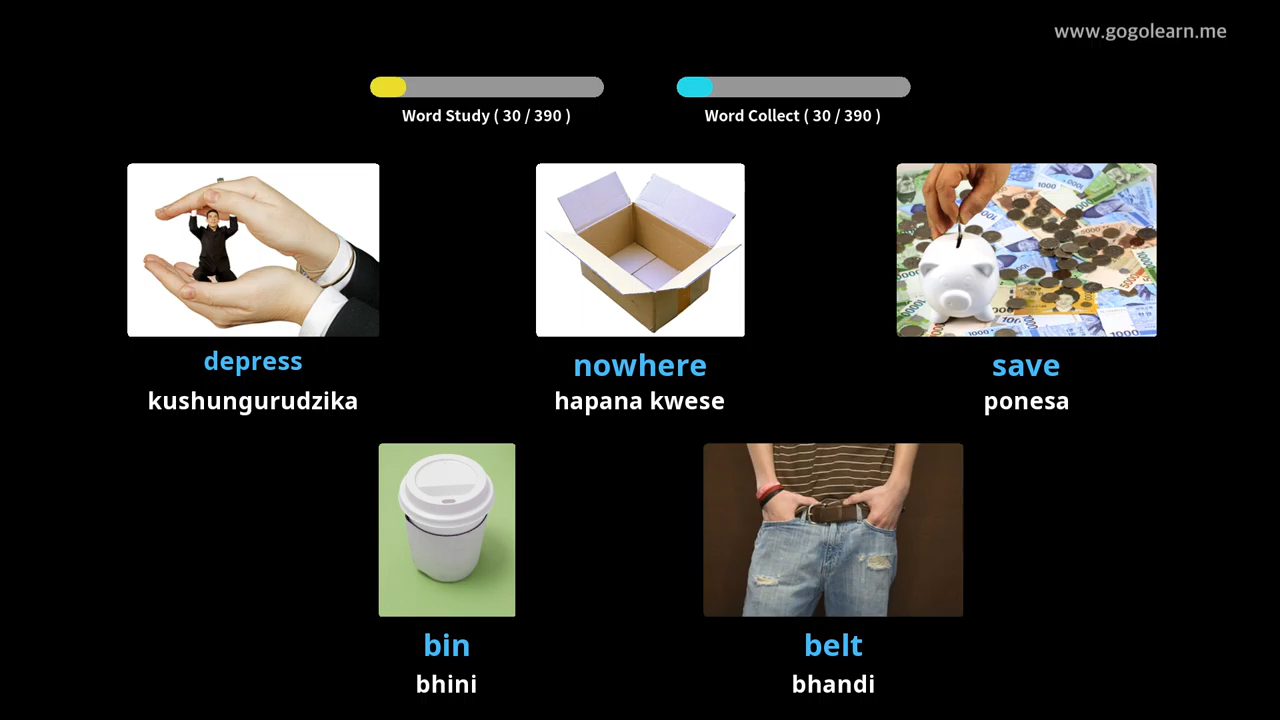 www.gogolearn.me
Word Study ( 30 / 390 )
Word Collect ( 30 / 390 )
depress
kushungurudzika
nowhere
hapana kwese
save
ponesa
bin
bhini
belt
bhandi